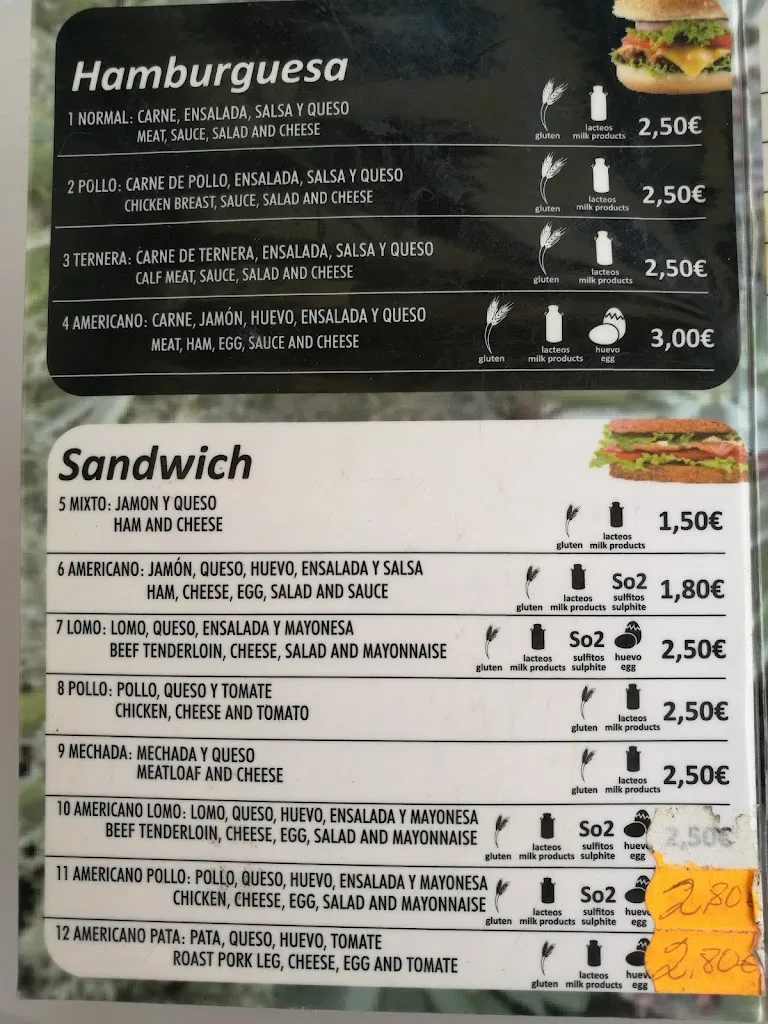 Hamburguesa
1 NORMAL: CARNE, ENSALADA, SALSA Y QUESO
MEAT, SAUCE, SALAD AND CHEESE
gluten
lacteos
milk products
2,50€
2 POLLO: CARNE DE POLLO, ENSALADA, SALSA Y QUESO
CHICKEN BREAST, SAUCE, SALAD AND CHEESE
gluten
lacteos
milk products
2,50€
3 TERNERA: CARNE DE TERNERA, ENSALADA, SALSA Y QUESO
CALF MEAT, SAUCE, SALAD AND CHEESE
gluten
lacteos
milk products
2,50€
4 AMERICANO: CARNE, JAMÓN, HUEVO, ENSALADA Y QUESO
MEAT, HAM, EGG, SAUCE AND CHEESE
gluten
lacteos
milk products
huevo
egg
3,00€
Sandwich
5 MIXTO: JAMON Y QUESO
HAM AND CHEESE
gluten
lacteos
milk products
1,50€
6 AMERICANO: JAMÓN, QUESO, HUEVO, ENSALADA Y SALSA
HAM, CHEESE, EGG, SALAD AND SAUCE
gluten
lacteos
milk products
So2
sulfitos
sulphite
1,80€
7 LOMO: LOMO, QUESO, ENSALADA Y MAYONESA
BEEF TENDERLOIN, CHEESE, SALAD AND MAYONNAISE
gluten
lacteos
milk products
So2
sulfitos
sulphite
huevo
egg
2,50€
8 POLLO: POLLO, QUESO Y TOMATE
CHICKEN, CHEESE AND TOMATO
gluten
lacteos
milk products
2,50€
9 MECHADA: MECHADA Y QUESO
MEATLOAF AND CHEESE
gluten
lacteos
milk products
2,50€
10 AMERICANO LOMO: LOMO, QUESO, HUEVO, ENSALADA Y MAYONESA
BEEF TENDERLOIN, CHEESE, EGG, SALAD AND MAYONNAISE
gluten
lacteos
milk products
So2
sulfitos
sulphite
huev
egg
2,50€
11 AMERICANO POLLO: POLLO, QUESO, HUEVO, ENSALADA Y MAYONESA
CHICKEN, CHEESE, EGG, SALAD AND MAYONNAISE
gluten
lacteos
milk products
So2
sulfitos
sulphite
huev
egg
2,80€
12 AMERICANO PATA: PATA, QUESO, HUEVO, TOMATE
ROAST PORK LEG, CHEESE, EGG AND TOMATE
gluten
lacteos
milk products
huev
egg
2,80€